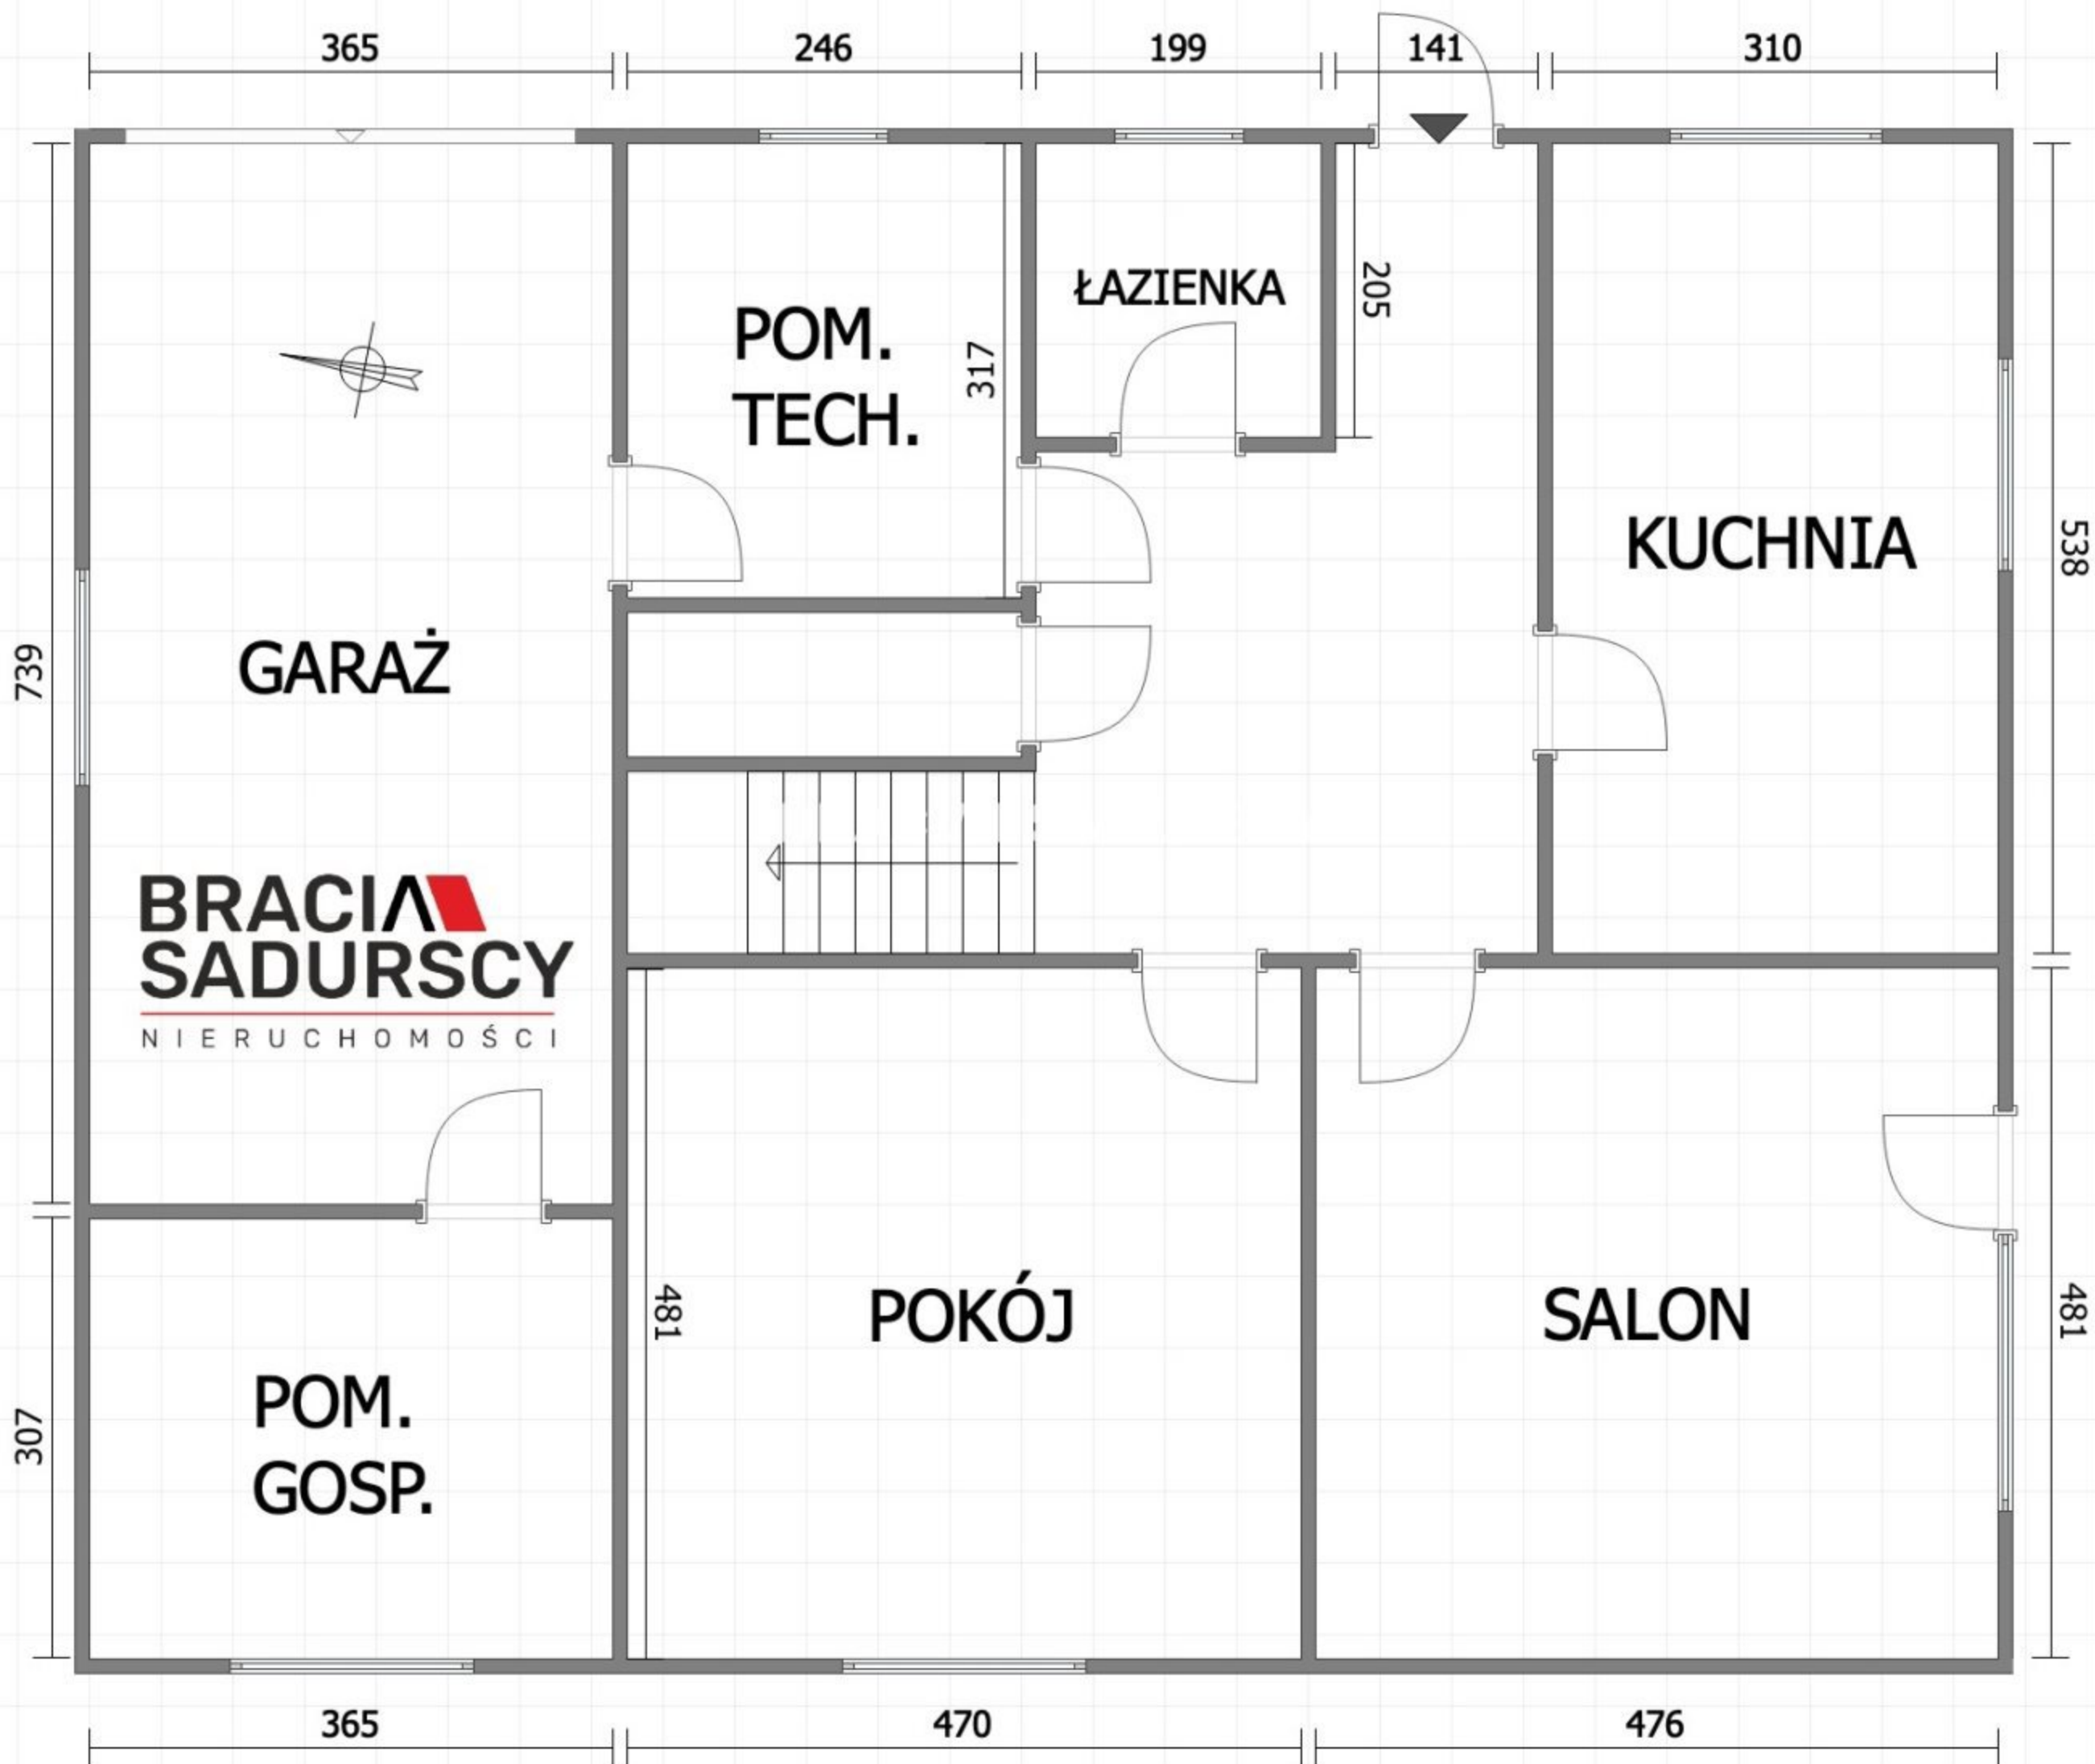 365
246
199
141
310
ŁAZIENKA
205
POM.
TECH.
317
KUCHNIA
538
GARAŻ
739
BRACIA
SADURSCY
NIERUCHOMOŚCI
POKÓJ
SALON
481
481
POM.
GOSP.
307
365
470
476